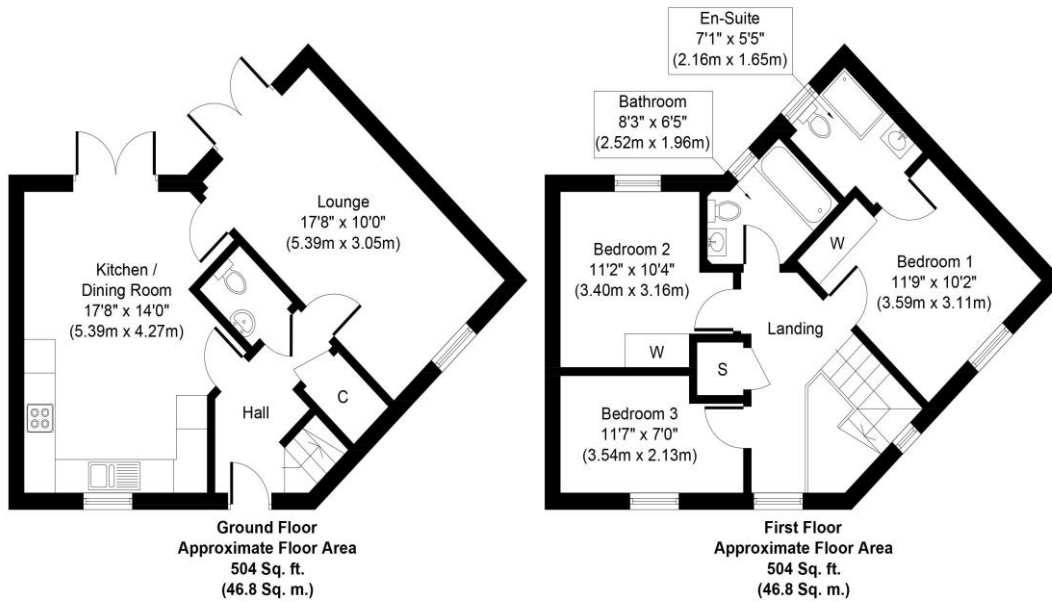 En-Suite
7'1" x 5'5"
(2.16m x 1.65m)
Bathroom
8'3" x 6'5"
(2.52m x 1.96m)
Lounge
17'8" x 10'0"
(5.39m x 3.05m)
Kitchen /
Dining Room
17'8" x 14'0"
(5.39m x 4.27m)
C
Hall
Ground Floor
Approximate Floor Area
504 Sq. ft.
(46.8 Sq. m.)
Bedroom 2
11'2" x 10'4"
(3.40m x 3.16m)
W
W
Bedroom 1
11'9" x 10'2"
(3.59m x 3.11m)
Landing
S
Bedroom 3
11'7" x 7'0"
(3.54m x 2.13m)
First Floor
Approximate Floor Area
504 Sq. ft.
(46.8 Sq. m.)